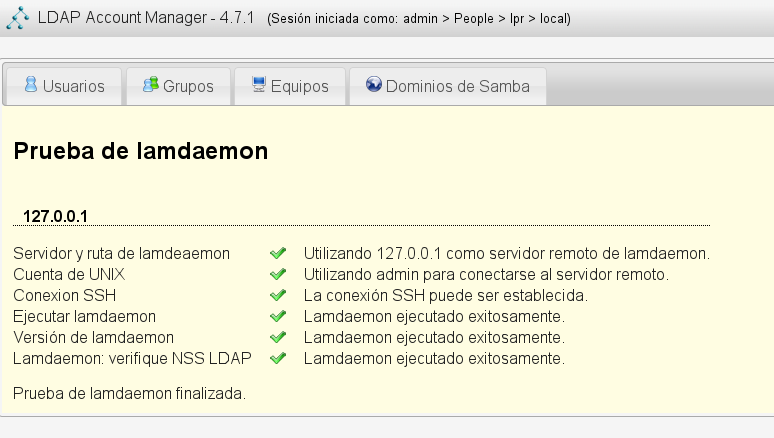 LDAP Account Manager - 4.7.1 (Sesión iniciada como: admin > People > lpr > local)
Usuarios Grupos Equipos Dominios de Samba
Prueba de lamdaemon
127.0.0.1
Servidor y ruta de lamdeaemon Utilizando 127.0.0.1 como servidor remoto de lamdaemon.
Cuenta de UNIX Utilizando admin para conectarse al servidor remoto.
Conexion SSH La conexión SSH puede ser establecida.
Ejecutar lamdaemon Lamdaemon ejecutado exitosamente.
Versión de lamdaemon Lamdaemon ejecutado exitosamente.
Lamdaemon: verifique NSS LDAP Lamdaemon ejecutado exitosamente.
Prueba de lamdaemon finalizada.